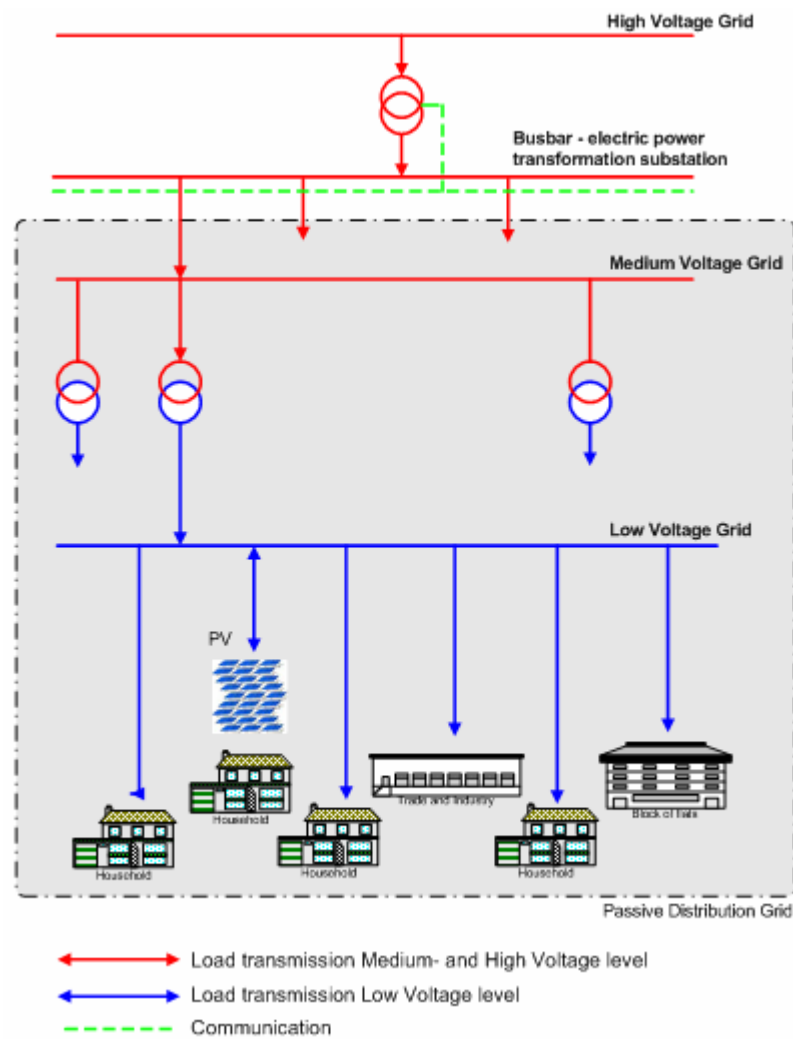 High Voltage Grid
Busbar - electric power
transformation substation
Medium Voltage Grid
Low Voltage Grid
PV
Household
Trade and Industry
Block of flats
Household
Household
Household
Passive Distribution Grid
Load transmission Medium- and High Voltage level
Load transmission Low Voltage level
Communication